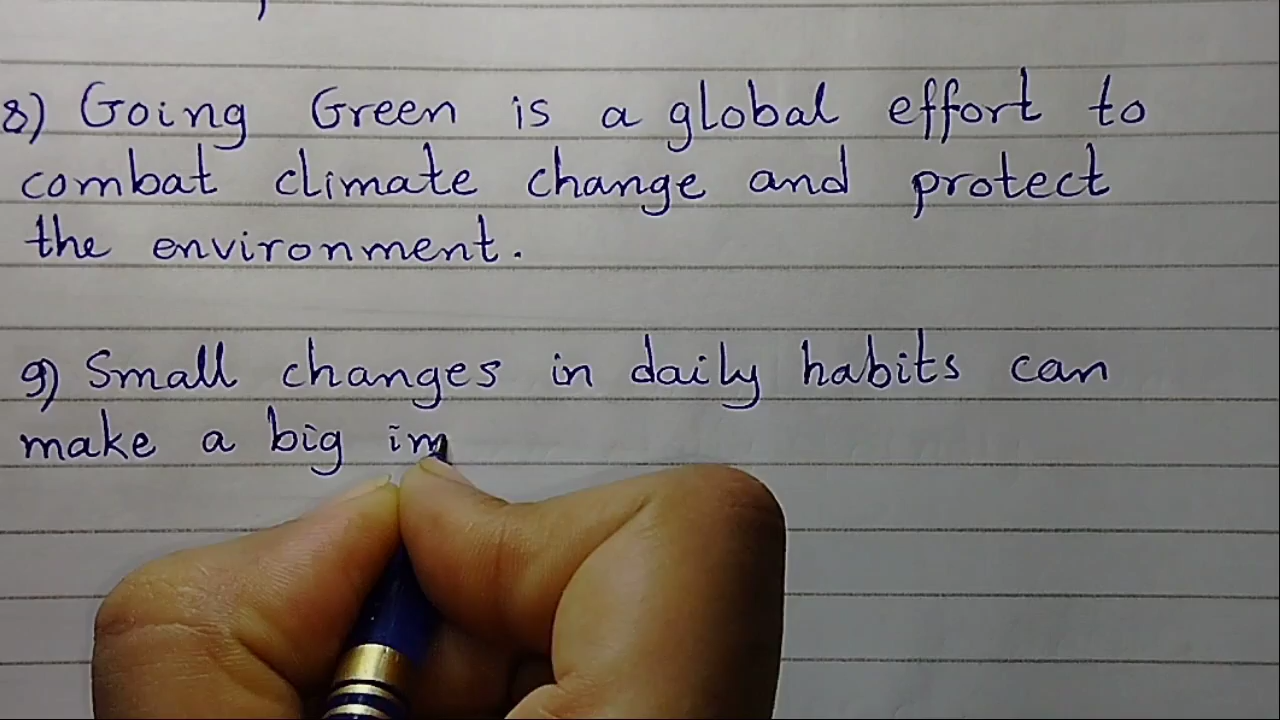 8) Going Green is a global effort to
combat climate change and protect
the environment.
9) Small changes in daily habits can
make a big im